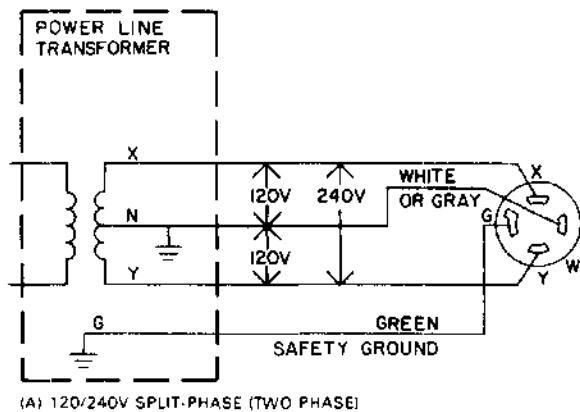 POWER LINE
TRANSFORMER
X
N
Y
G
120V
120V
240V
WHITE
OR GRAY
X
G
W
Y
GREEN
SAFETY GROUND
(A) 120/240V SPLIT-PHASE (TWO PHASE)